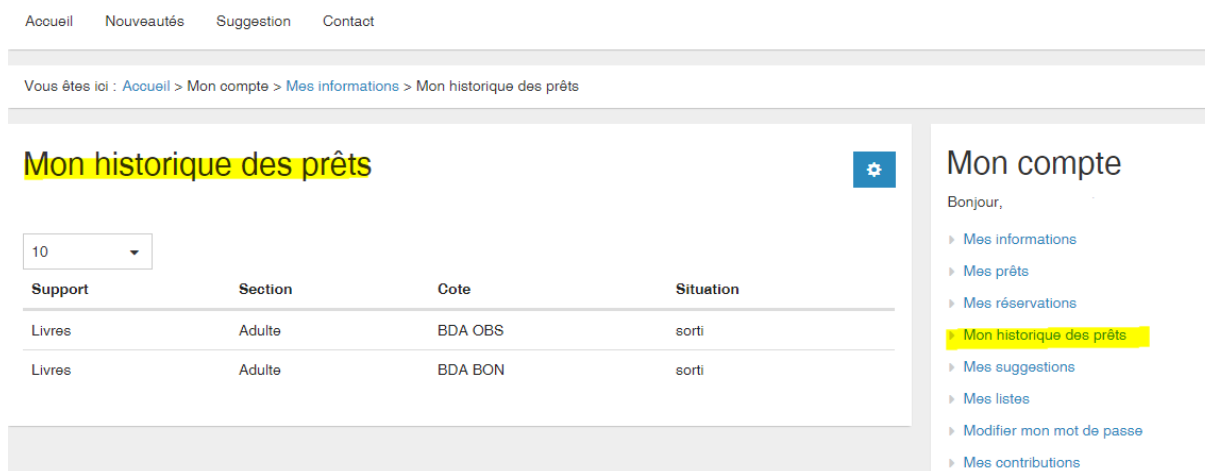 Accueil Nouveautés Suggestion Contact
Vous êtes ici : Accueil > Mon compte > Mes informations > Mon historique des prêts
Mon historique des prêts
10
Support Section Cote Situation
Livres Adulte BDA OBS sorti
Livres Adulte BDA BON sorti
Mon compte
Bonjour,
Mes informations
Mes prêts
Mes réservations
Mon historique des prêts
Mes suggestions
Mes listes
Modifier mon mot de passe
Mes contributions